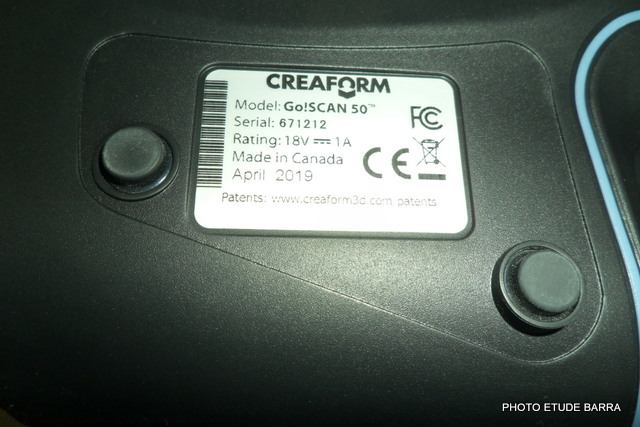 CREAFORM
Model: Go!SCAN 50™
Serial: 671212
Rating: 18V ⎓ 1A
Made in Canada
April 2019
FC
CE
Patents: www.creaform3d.com/patents
PHOTO ETUDE BARRA